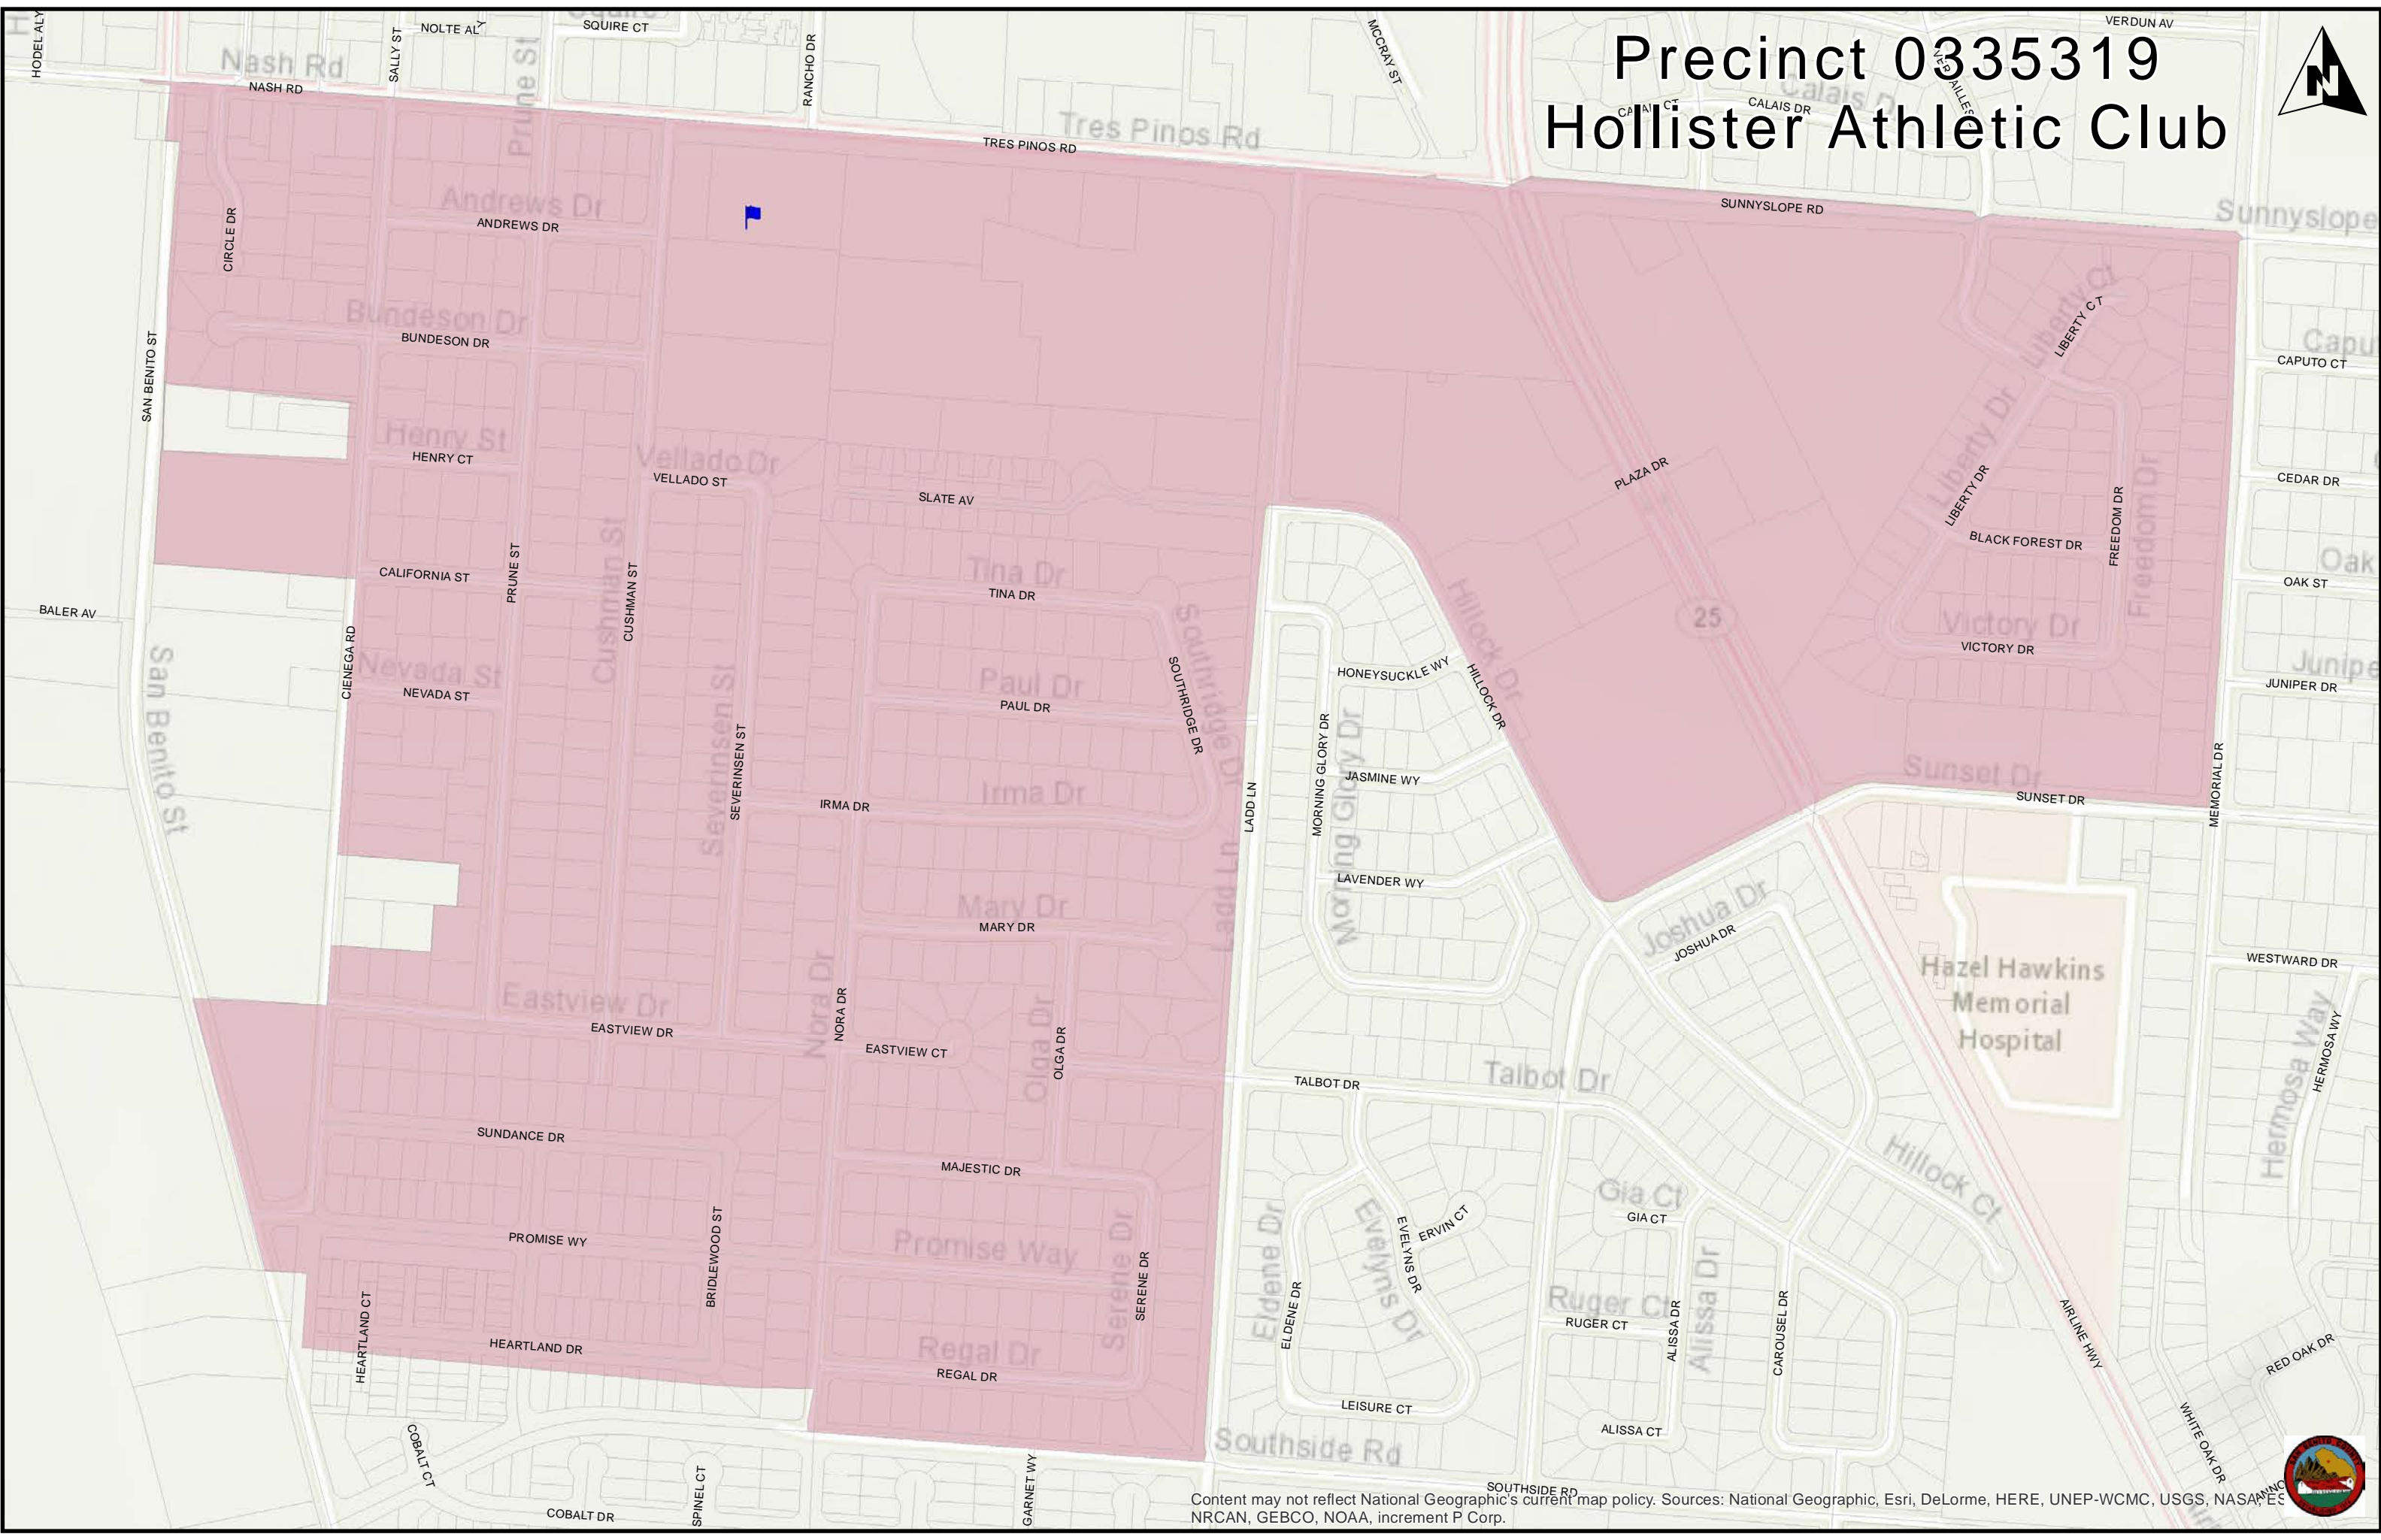 Precinct 0335319
Hollister Athletic Club
N
HODEL ALY
NOLTE ALY
SQUIRE CT
SALLY ST
RANCHO DR
MCCRAY ST
VERDUN AV
Nash Rd
NASH RD
Prune St
Tres Pinos Rd
TRES PINOS RD
CALAIS DR
Sunnyslope
SUNNYSLOPE RD
CIRCLE DR
Andrews Dr
ANDREWS DR
Bundeson Dr
BUNDESON DR
SAN BENITO ST
Liberty Ct
LIBERTY CT
CAPUTO CT
Henry St
HENRY CT
Vellado Dr
VELLADO ST
SLATE AV
PLAZA DR
Liberty Dr
LIBERTY DR
FREEDOM DR
Freedom Dr
CEDAR DR
BLACK FOREST DR
CALIFORNIA ST
PRUNE ST
Cushman St
CUSHMAN ST
Tina Dr
TINA DR
Southridge Dr
SOUTHRIDGE DR
Hillock Dr
HILLOCK DR
25
Oak
OAK ST
BALER AV
San Benito St
CIENEGA RD
Nevada St
NEVADA ST
Severinsen St
SEVERINSEN ST
Paul Dr
PAUL DR
HONEYSUCKLE WY
Victory Dr
VICTORY DR
JUNIPER DR
Irma Dr
IRMA DR
LADD LN
Ladd Ln
MORNING GLORY DR
Morning Glory Dr
JASMINE WY
Sunset Dr
SUNSET DR
MEMORIAL DR
Mary Dr
MARY DR
LAVENDER WY
Joshua Dr
JOSHUA DR
Hazel Hawkins
Memorial
Hospital
WESTWARD DR
Eastview Dr
EASTVIEW DR
Nora Dr
NORA DR
EASTVIEW CT
Olga Dr
OLGA DR
Talbot Dr
TALBOT DR
Hermosa Way
HERMOSA WY
SUNDANCE DR
MAJESTIC DR
Hillock Ct
PROMISE WY
Promise Way
BRIDLEWOOD ST
Serene Dr
SERENE DR
Eldene Dr
ELDENE DR
Evelyns Dr
EVELYNS DR
ERVIN CT
Gia Ct
GIA CT
Ruger Ct
RUGER CT
ALISSA DR
Alissa Dr
CAROUSEL DR
AIRLINE HWY
HEARTLAND CT
HEARTLAND DR
Regal Dr
REGAL DR
LEISURE CT
ALISSA CT
RED OAK DR
WHITE OAK DR
COBALT CT
COBALT DR
SPINEL CT
GARNET WY
Southside Rd
SOUTHSIDE RD
Content may not reflect National Geographic's current map policy. Sources: National Geographic, Esri, DeLorme, HERE, UNEP-WCMC, USGS, NASA, ES
NRCAN, GEBCO, NOAA, increment P Corp.